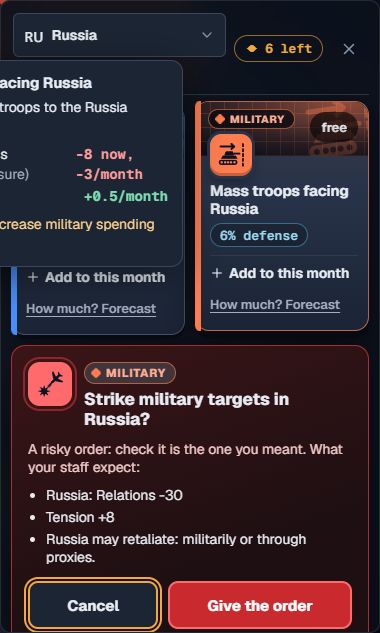 RU Russia
6 left
acing Russia
troops to the Russia
s
-8 now,
sure)
-3/month
+0.5/month
crease military spending
+ Add to this month
How much? Forecast
MILITARY
free
Mass troops facing
Russia
6% defense
+ Add to this month
How much? Forecast
MILITARY
Strike military targets in
Russia?
A risky order: check it is the one you meant. What
your staff expect:
• Russia: Relations -30
• Tension +8
• Russia may retaliate: militarily or through
proxies.
Cancel
Give the order